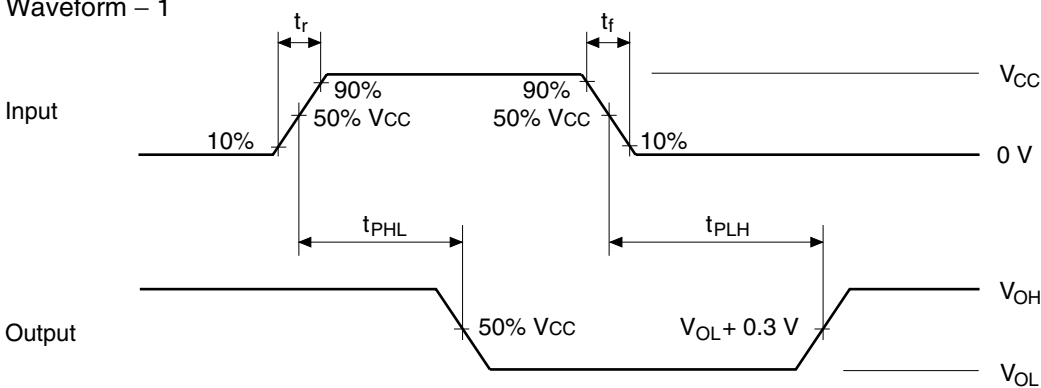 Waveform – 1
tr
tf
VCC
90%
90%
Input
50% VCC
50% VCC
10%
10%
0 V
tPHL
tPLH
VOH
Output
50% VCC
VOL + 0.3 V
VOL